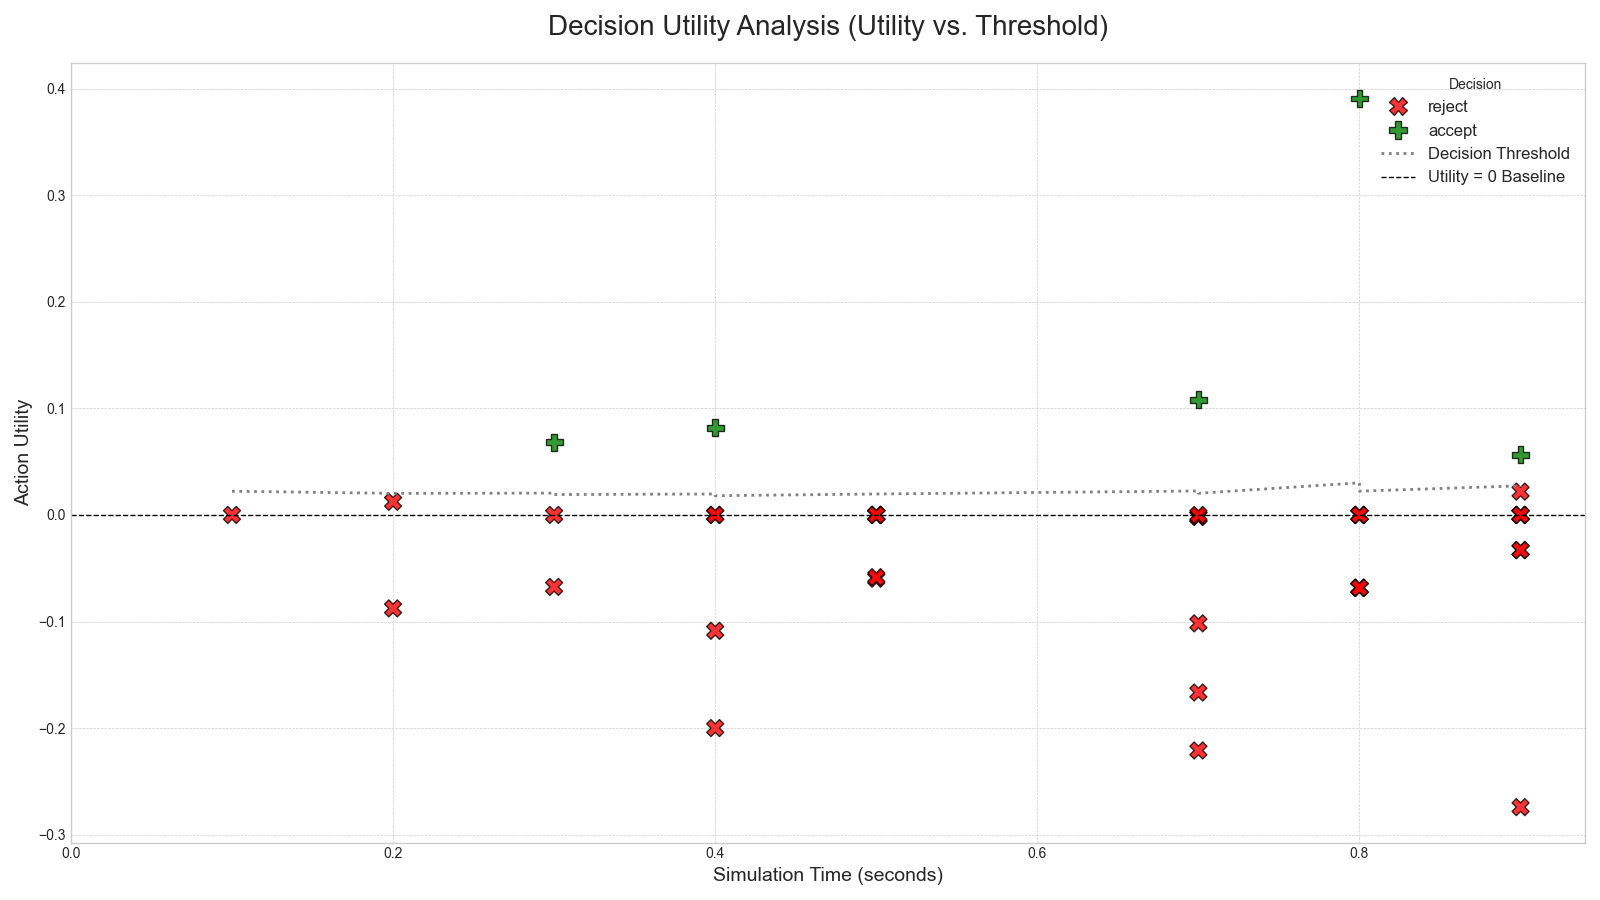 Decision Utility Analysis (Utility vs. Threshold)
Decision
reject
accept
Decision Threshold
Utility = 0 Baseline
Action Utility
0.4
0.3
0.2
0.1
0.0
−0.1
−0.2
−0.3
0.0 0.2 0.4 0.6 0.8
Simulation Time (seconds)